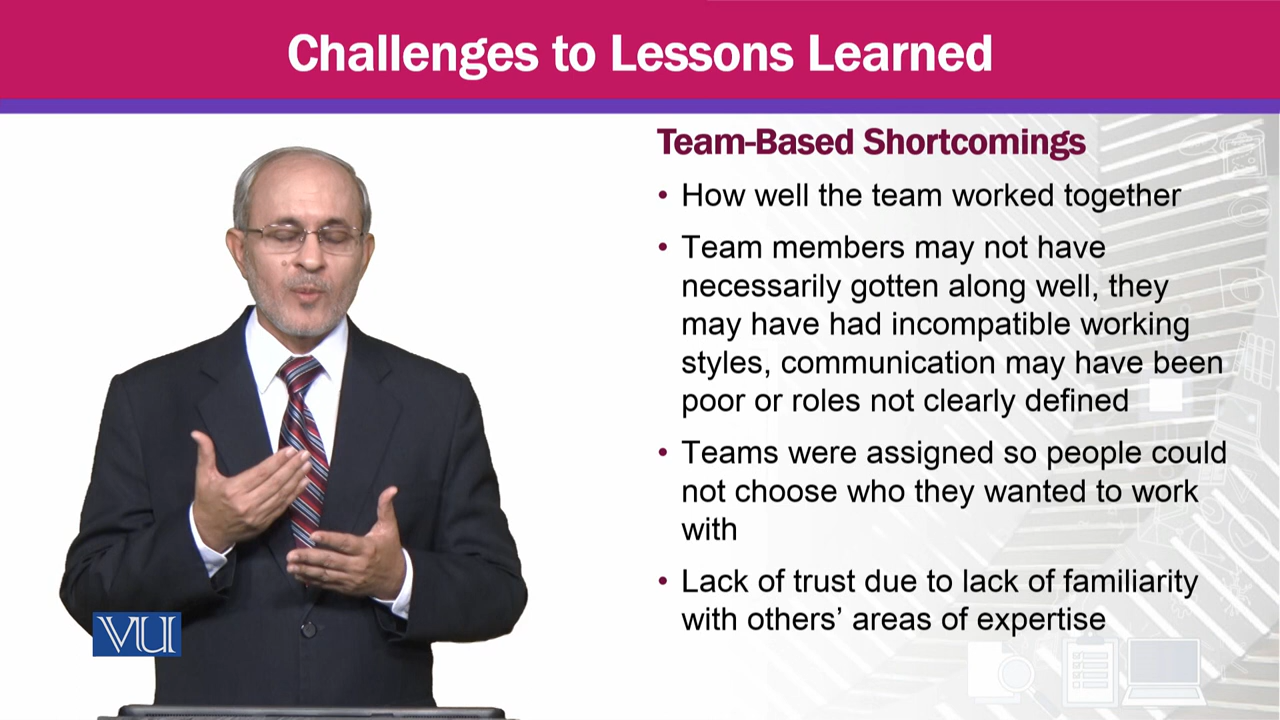 Challenges to Lessons Learned
Team-Based Shortcomings
• How well the team worked together
• Team members may not have
necessarily gotten along well, they
may have had incompatible working
styles, communication may have been
poor or roles not clearly defined
• Teams were assigned so people could
not choose who they wanted to work
with
• Lack of trust due to lack of familiarity
with others’ areas of expertise
VU